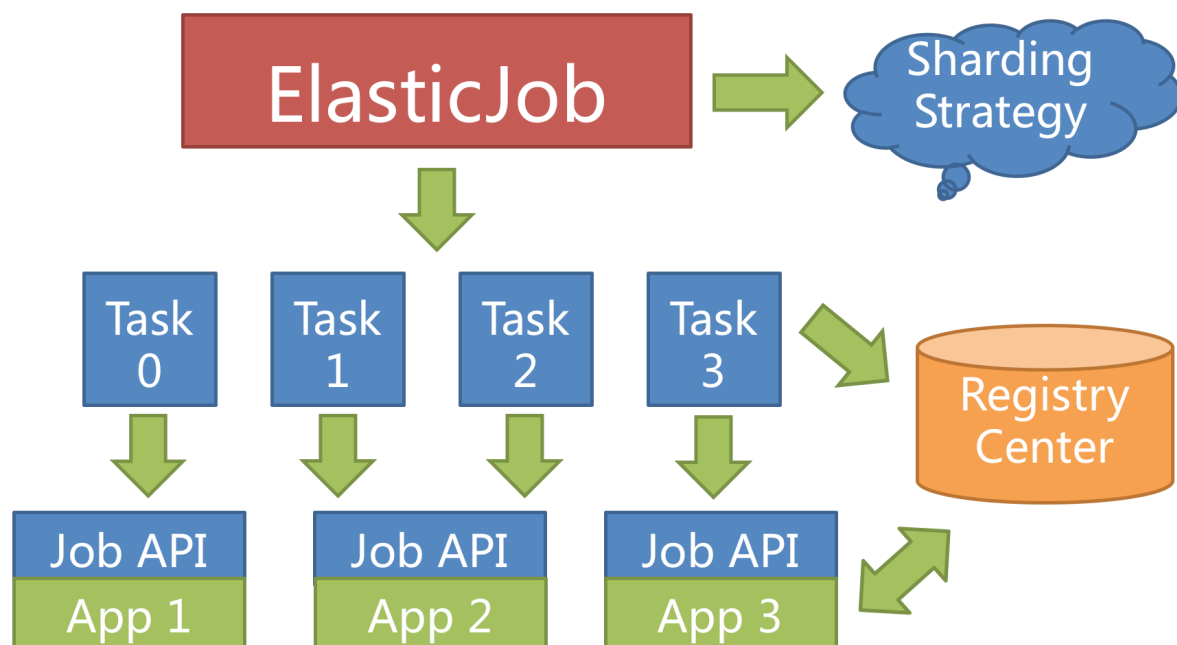 ElasticJob
Sharding
Strategy
Task
0
Task
1
Task
2
Task
3
Registry
Center
Job API
App 1
Job API
App 2
Job API
App 3